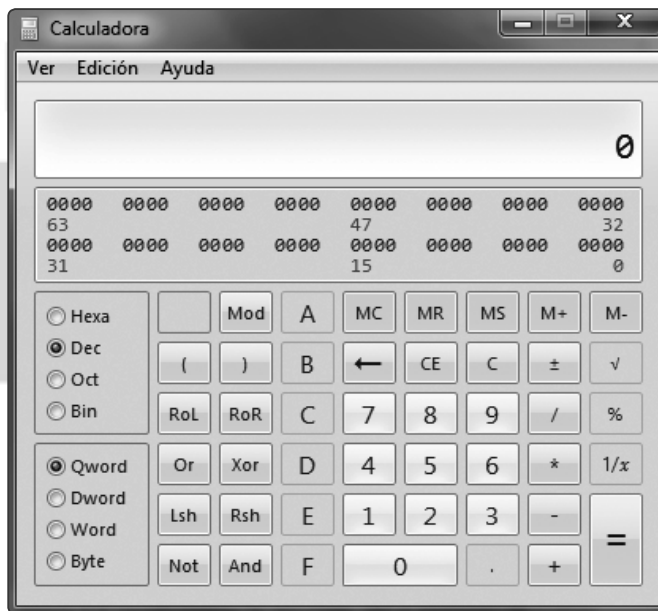 Calculadora
Ver Edición Ayuda
0
0000 0000 0000 0000 0000 0000 0000 0000
63 47 32
0000 0000 0000 0000 0000 0000 0000 0000
31 15 0
Hexa Mod A MC MR MS M+ M-
Dec ( ) B ← CE C ± √
Oct
Bin RoL RoR C 7 8 9 / %
Qword Or Xor D 4 5 6 * 1/x
Dword
Word Lsh Rsh E 1 2 3 - =
Byte Not And F 0 . +